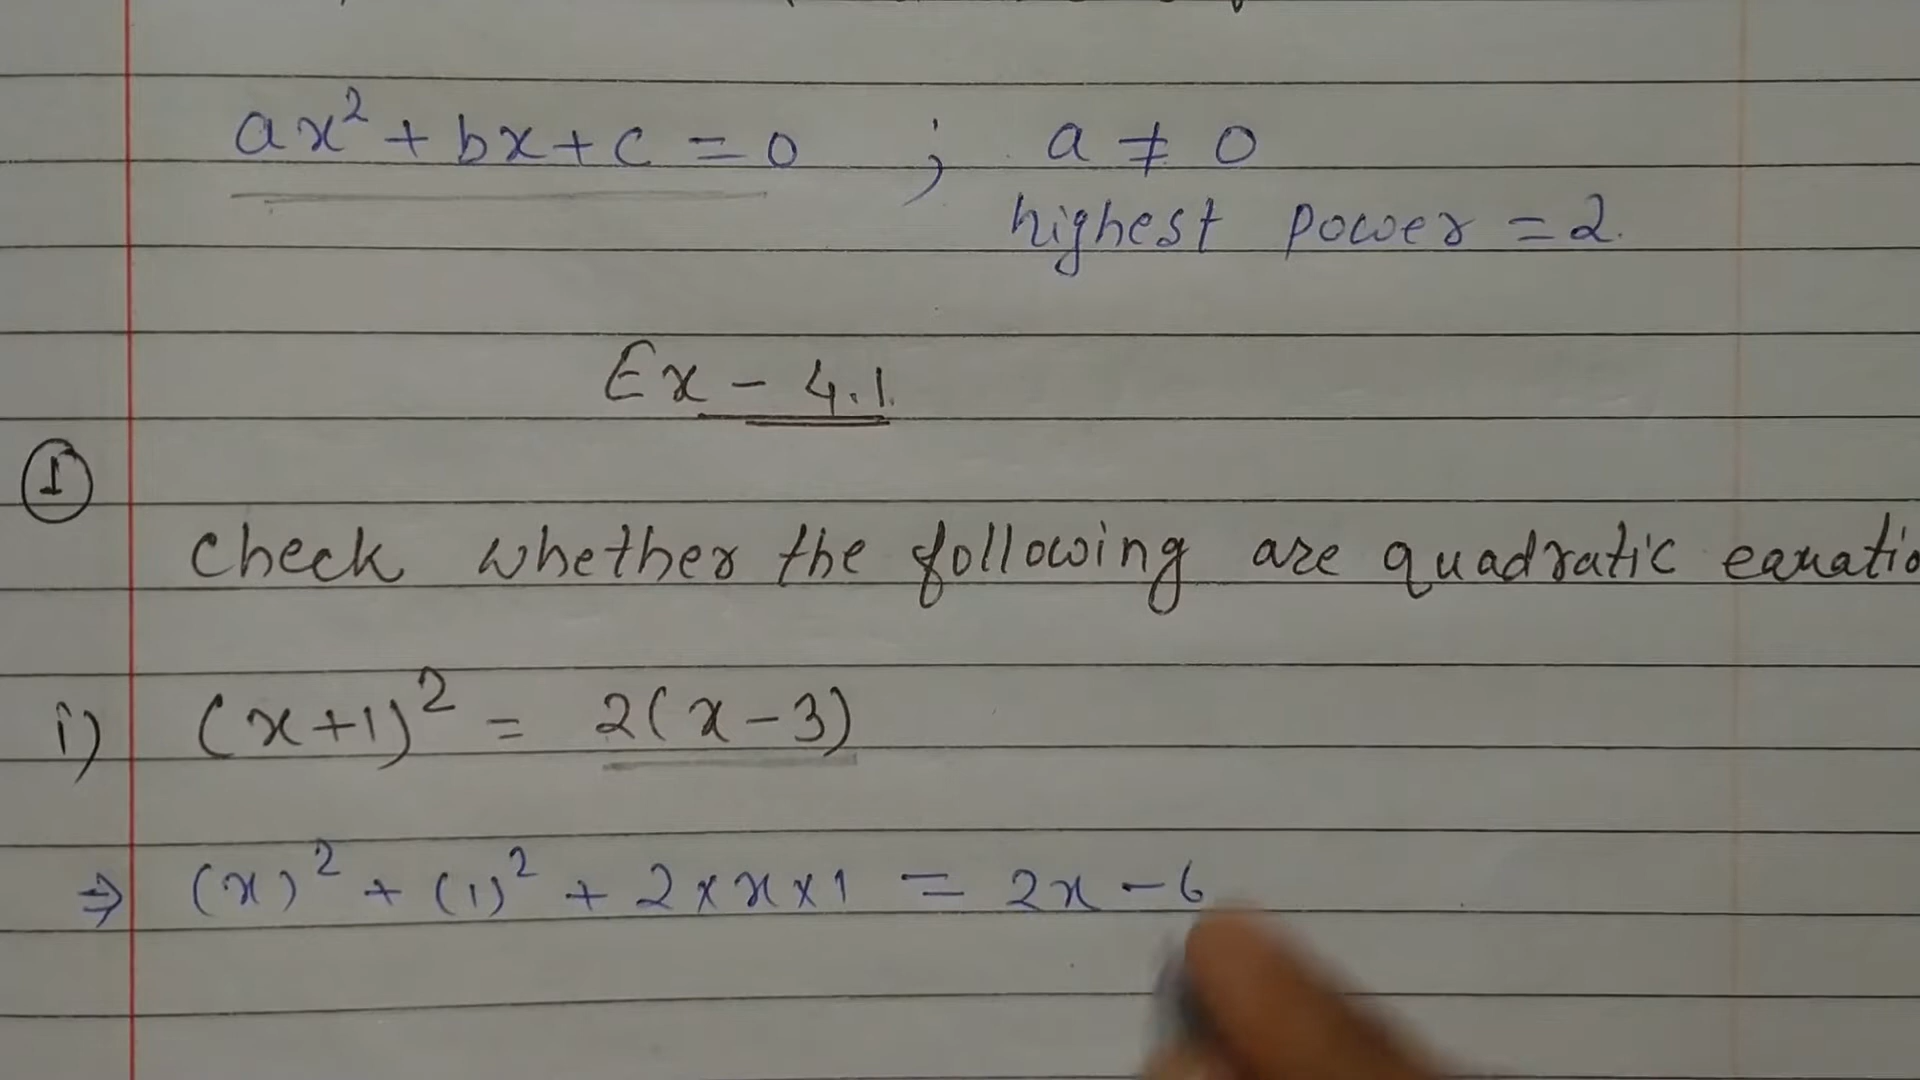 ax² + bx + c = 0 ; a ≠ 0
highest power = 2.
Ex - 4.1.
①
Check whether the following are quadratic equatio
i) (x+1)² = 2(x-3)
⇒ (x)² + (1)² + 2×x×1 = 2x - 6